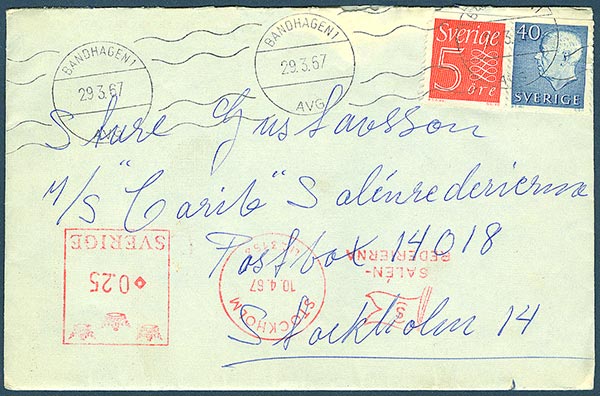 BANDHAGEN 1
29.3.67
AVG
BANDHAGEN 1
29.3.67
AVG
Sverige
5
öre
40
SVERIGE
Sture Gustavsson
M/S "Carib" Salénrederierna
Postbox 14018
Stockholm 14
SVERIGE
0.25
STOCKHOLM
10.4.67
SALÉN-
REDERIERNA
S